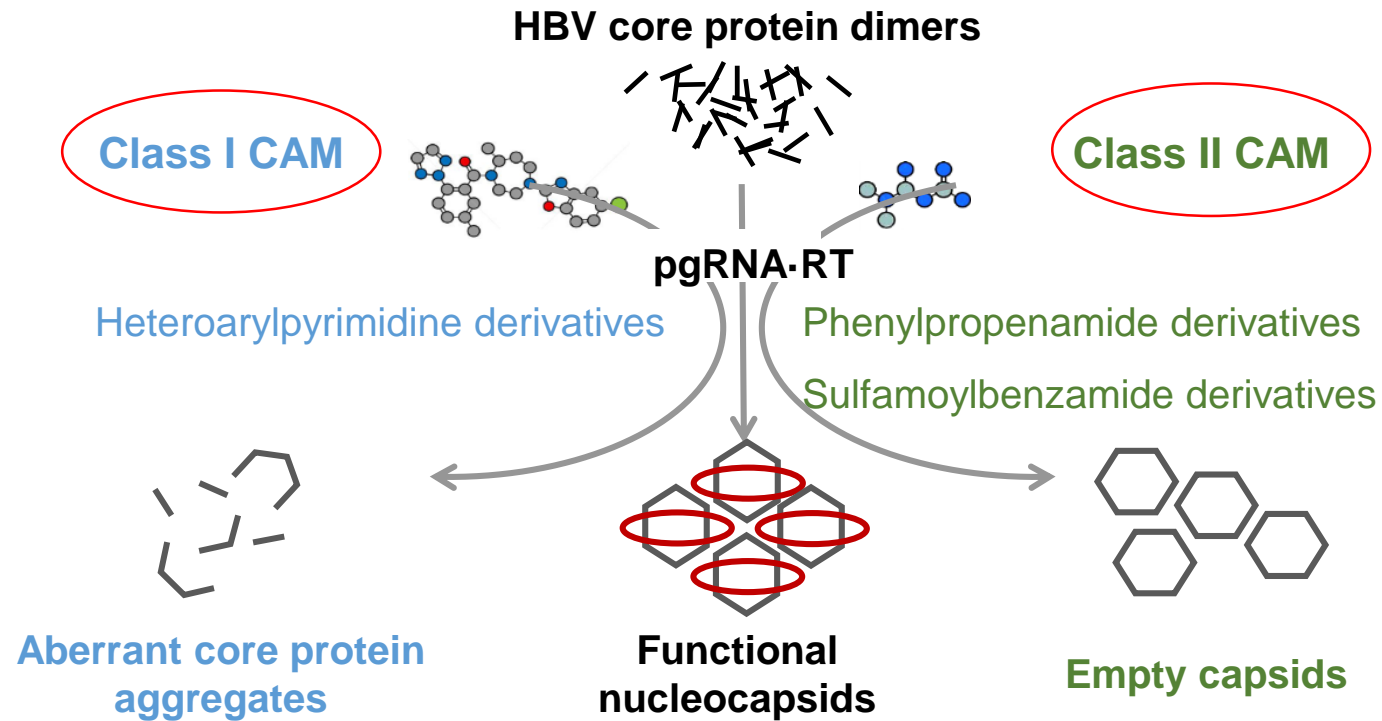 HBV core protein dimers
Class I CAM
Class II CAM
pgRNA·RT
Heteroarylpyrimidine derivatives
Phenylpropenamide derivatives
Sulfamoylbenzamide derivatives
Aberrant core protein
aggregates
Functional
nucleocapsids
Empty capsids